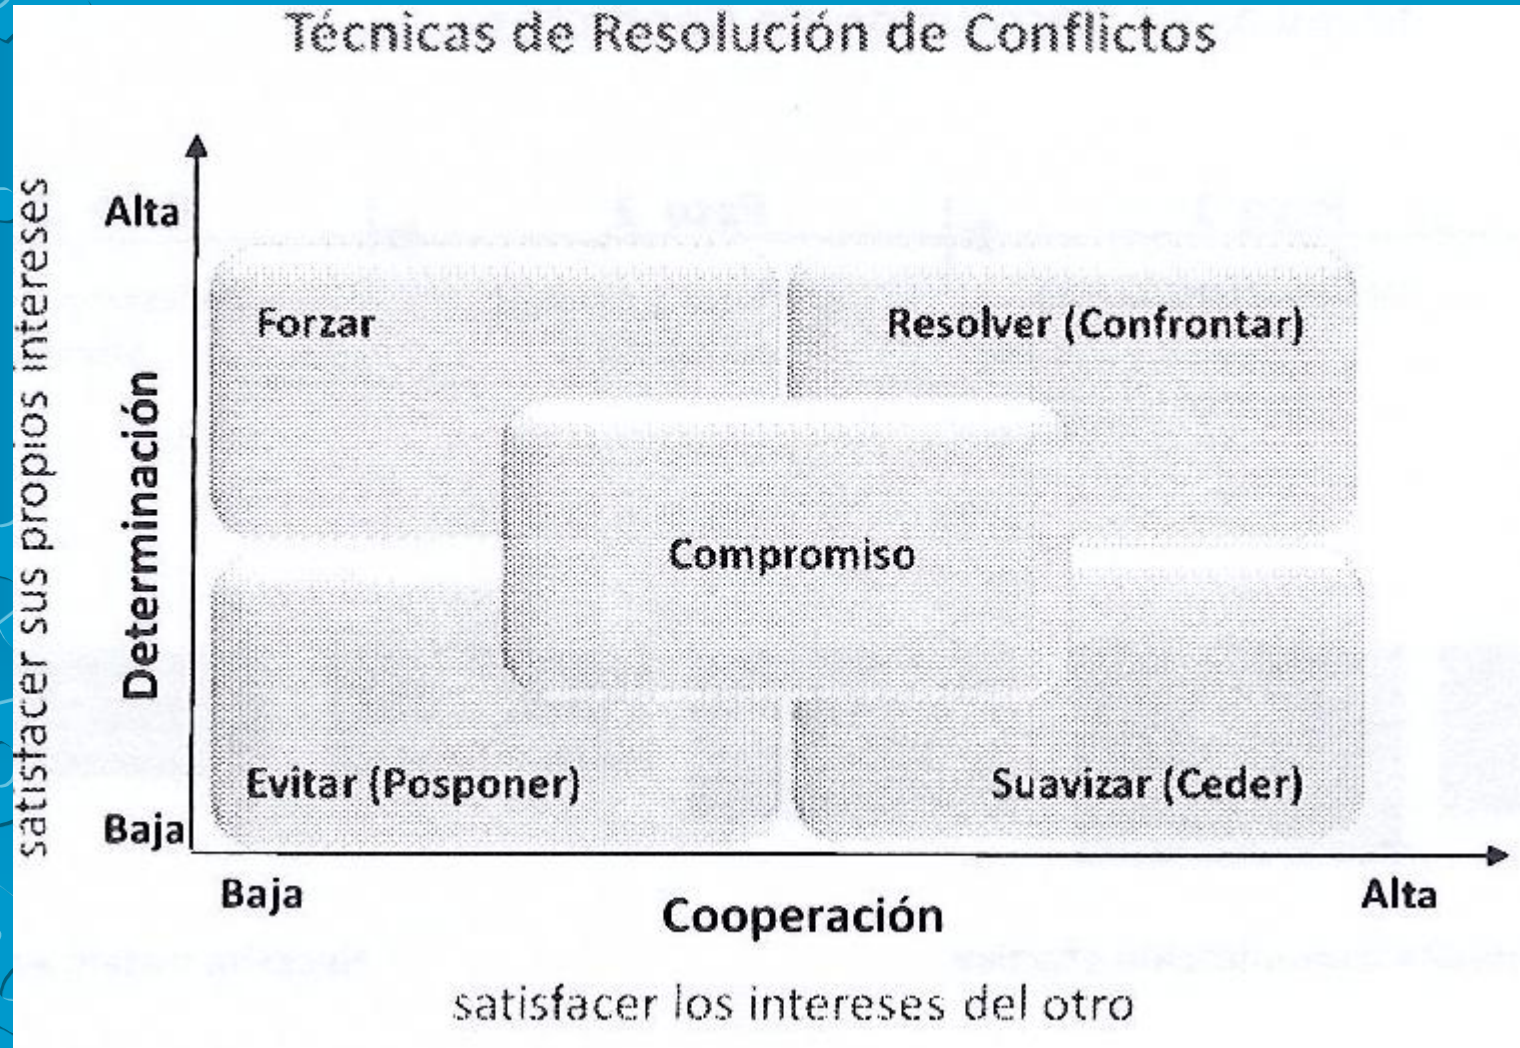 Técnicas de Resolución de Conflictos
satisfacer sus propios intereses
Determinación
Alta
Forzar
Resolver (Confrontar)
Compromiso
Evitar (Posponer)
Suavizar (Ceder)
Baja
Baja
Cooperación
Alta
satisfacer los intereses del otro